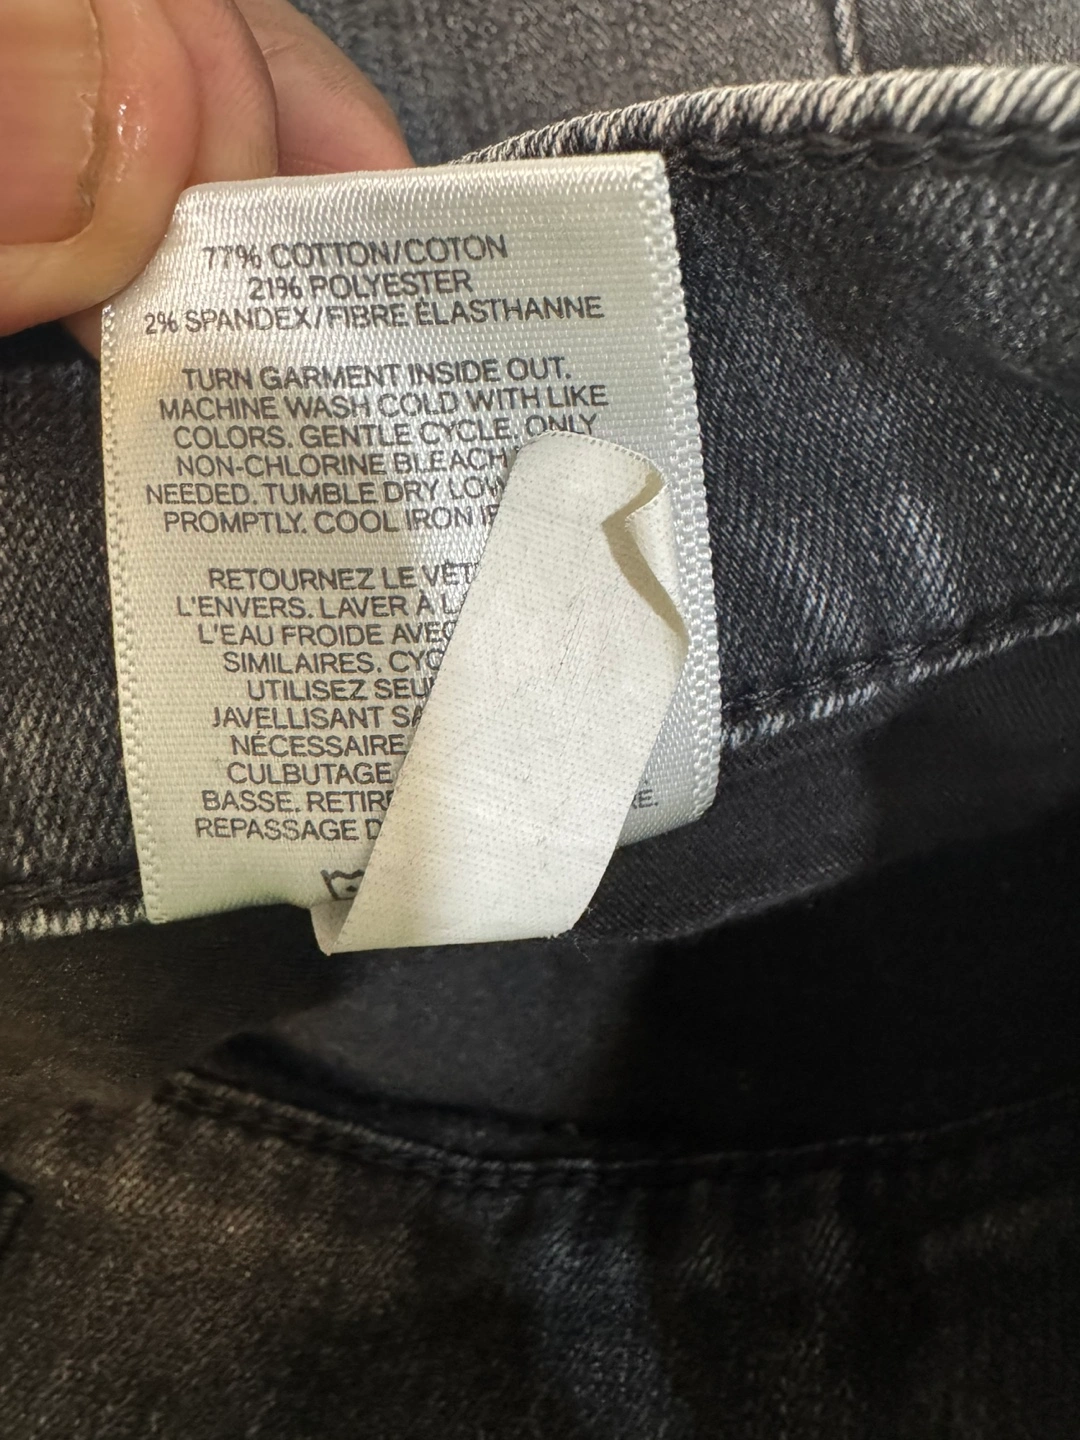 77% COTTON/COTON
21% POLYESTER
2% SPANDEX/FIBRE ÉLASTHANNE
TURN GARMENT INSIDE OUT.
MACHINE WASH COLD WITH LIKE
COLORS. GENTLE CYCLE. ONLY
NON-CHLORINE BLEACH
NEEDED. TUMBLE DRY LOW
PROMPTLY. COOL IRON
RETOURNEZ LE
L'ENVERS. LAVER À
L'EAU FROIDE AVEC
SIMILAIRES.
UTILISEZ
JAVELLISANT
NÉCESSAIRE
CULBUTAGE
BASSE.
REPASSAGE